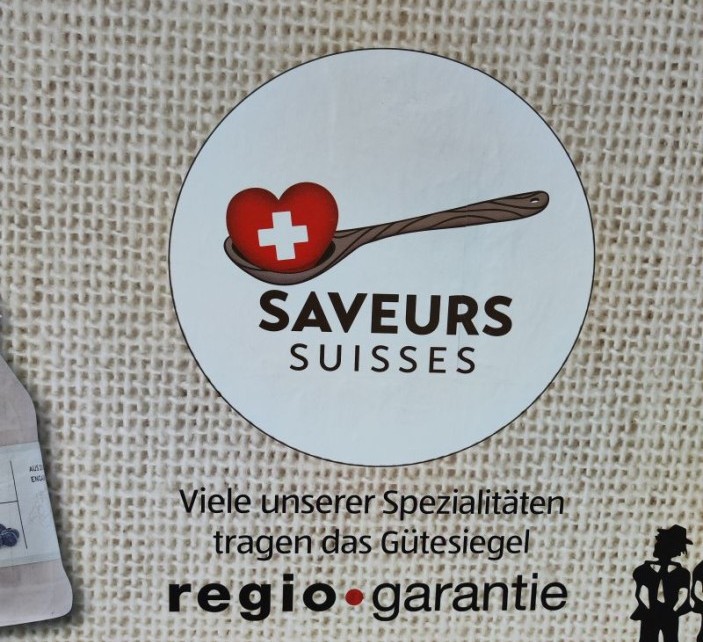 SAVEURS
SUISSES
Viele unserer Spezialitäten
tragen das Gütesiegel
regio•garantie